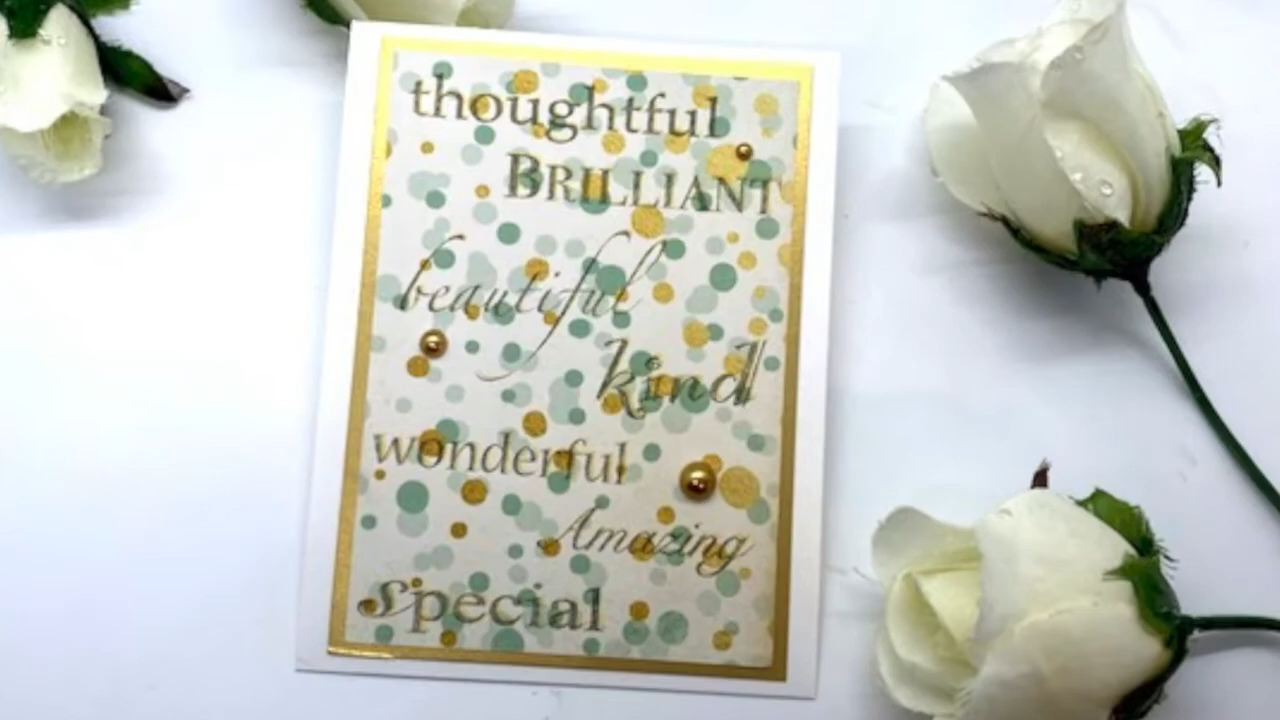 thoughtful
BRILLIANT
beautiful
kind
wonderful
Amazing
special